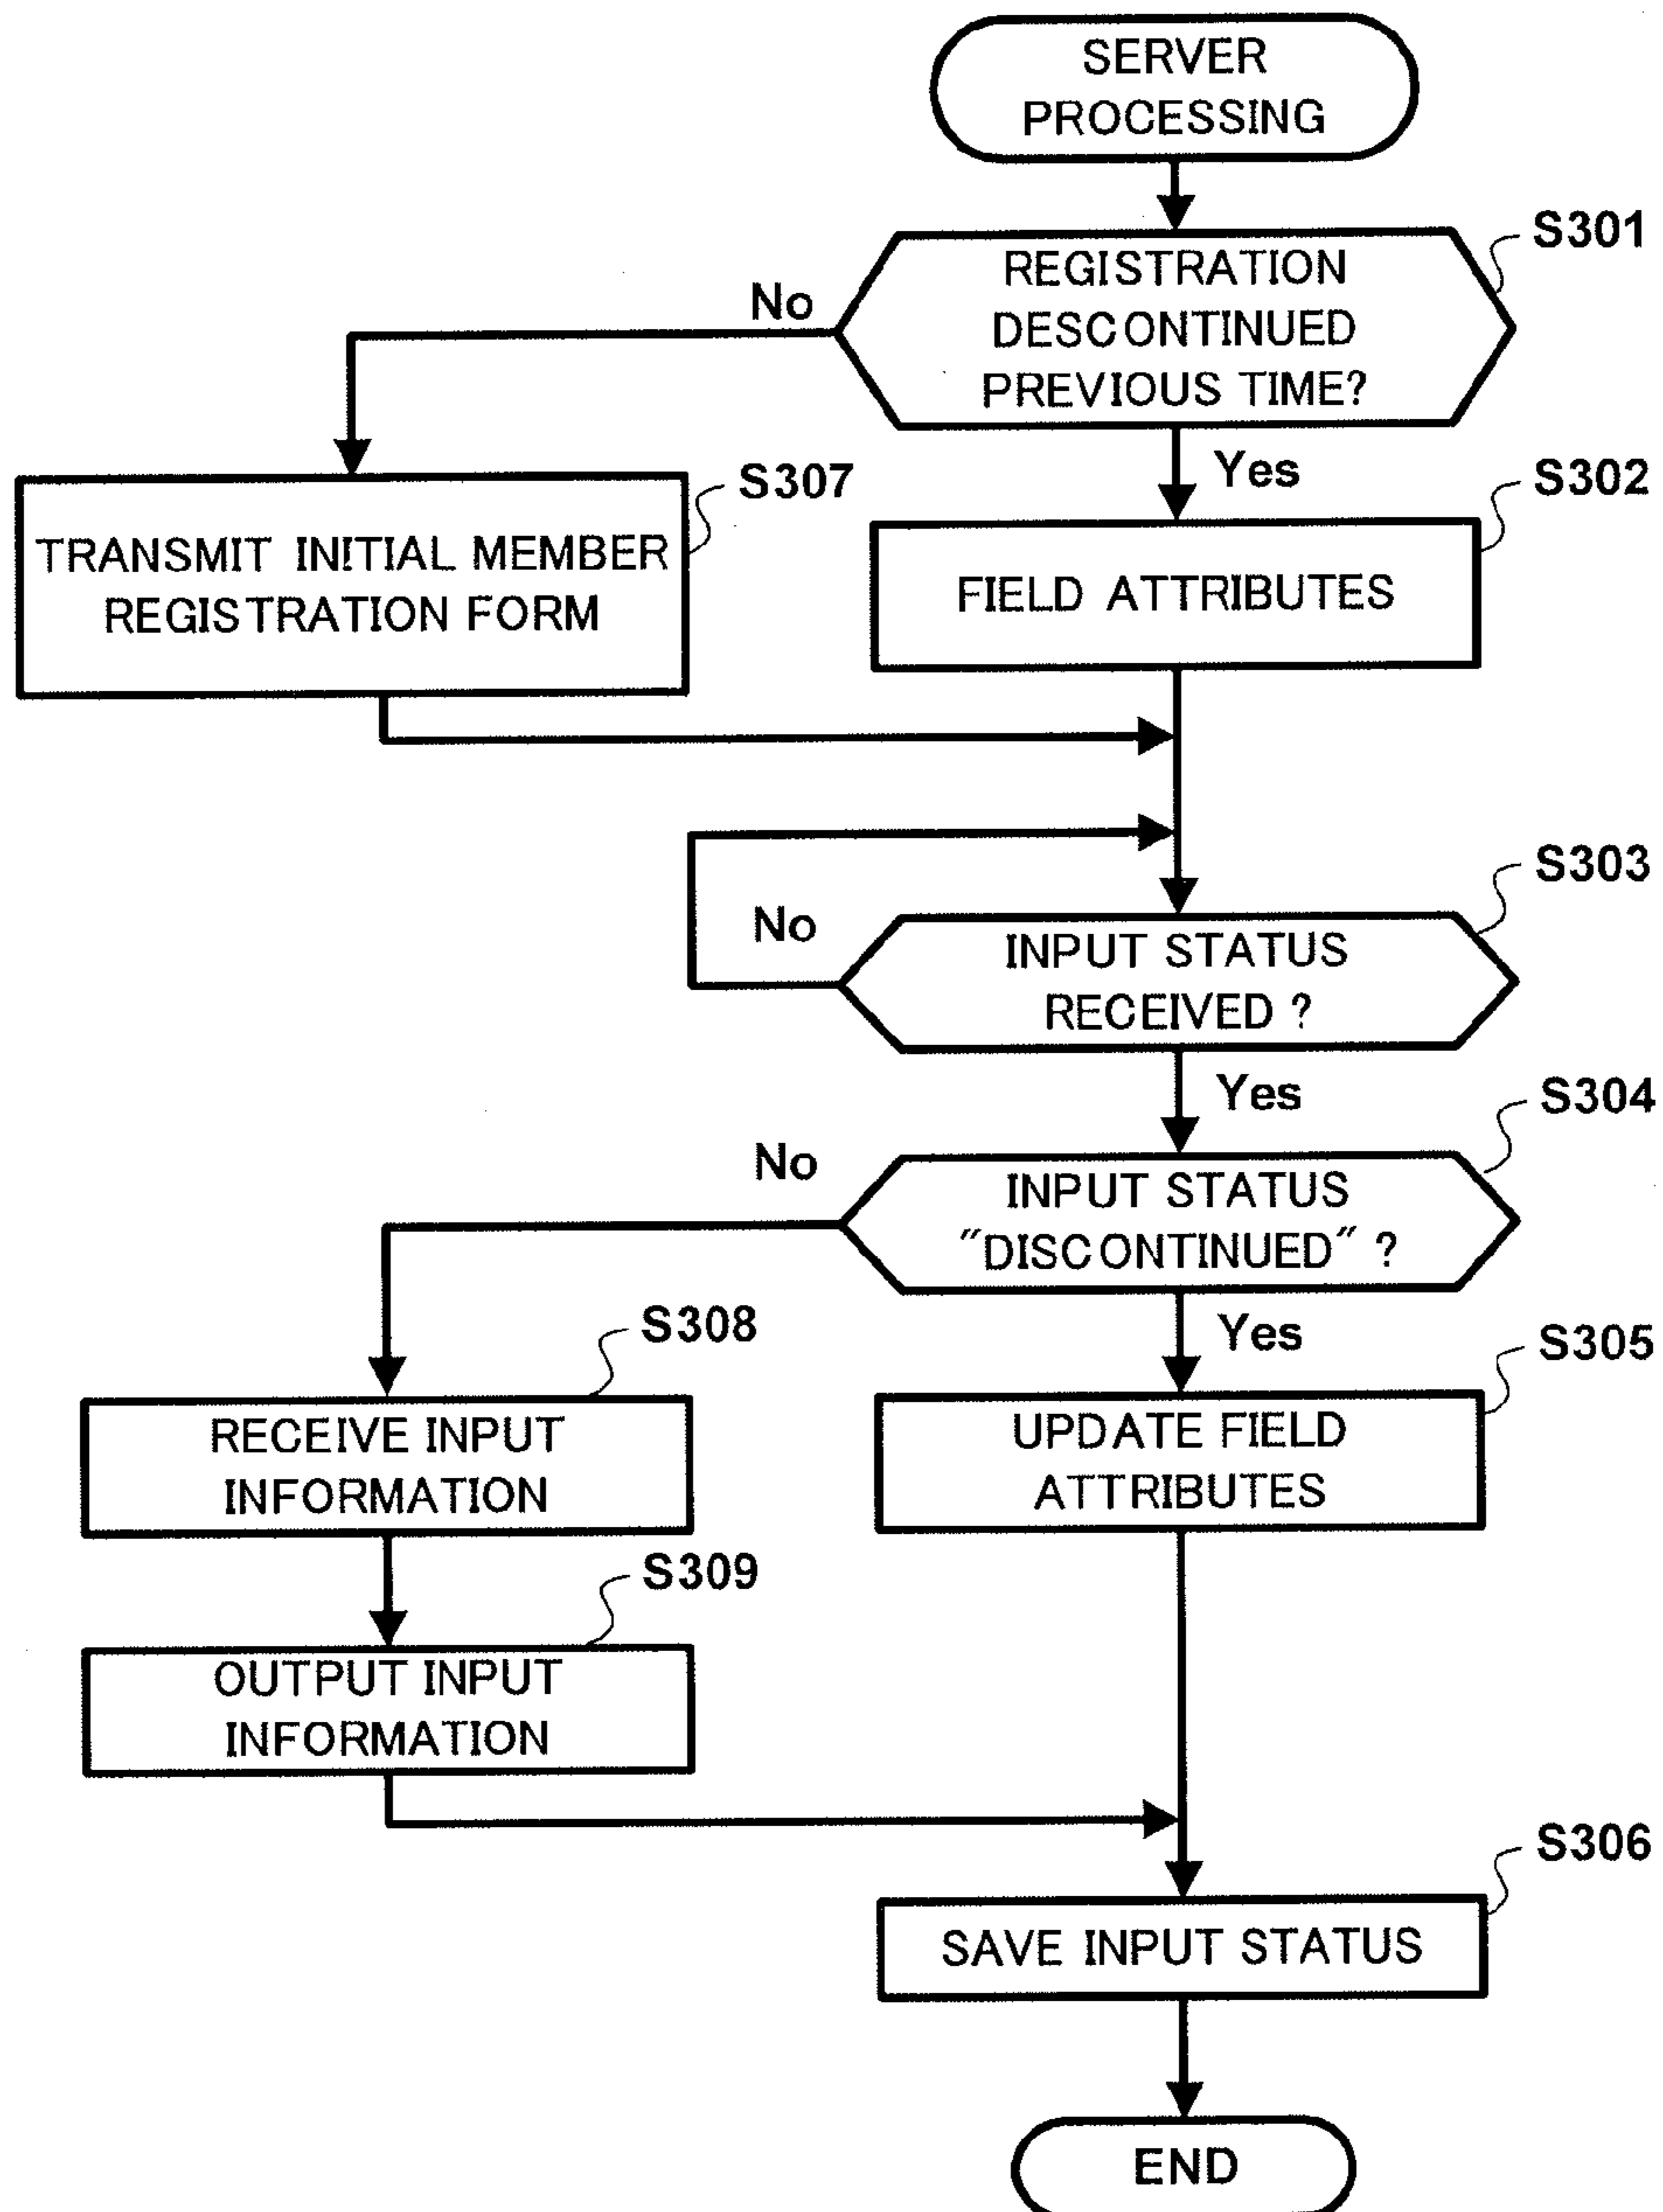 SERVER
PROCESSING
S301
REGISTRATION
DESCONTINUED
PREVIOUS TIME?
No
Yes
S307
S302
TRANSMIT INITIAL MEMBER
REGISTRATION FORM
FIELD ATTRIBUTES
S303
No
INPUT STATUS
RECEIVED ?
Yes
S304
No
INPUT STATUS
"DISCONTINUED" ?
Yes
S308
S305
RECEIVE INPUT
INFORMATION
UPDATE FIELD
ATTRIBUTES
S309
OUTPUT INPUT
INFORMATION
S306
SAVE INPUT STATUS
END